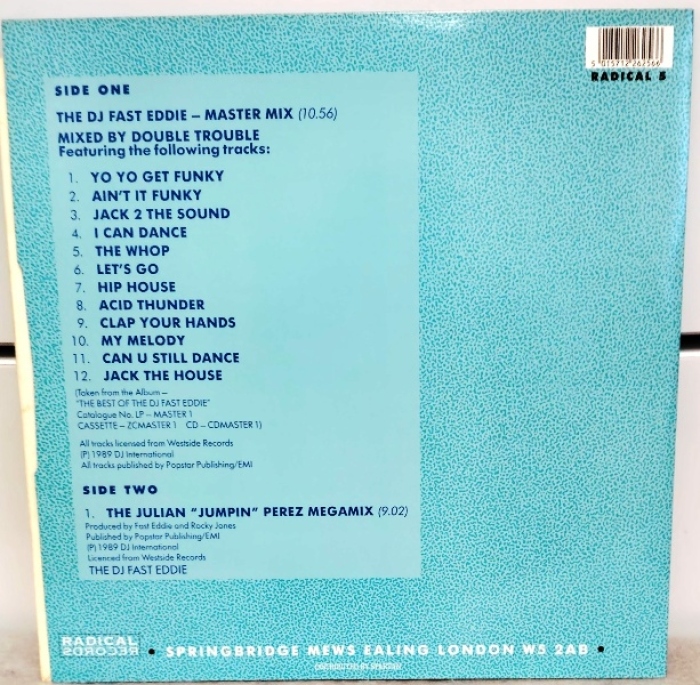 5 015712 262566
RADICAL 5
SIDE ONE
THE DJ FAST EDDIE – MASTER MIX (10.56)
MIXED BY DOUBLE TROUBLE
Featuring the following tracks:
1. YO YO GET FUNKY
2. AIN'T IT FUNKY
3. JACK 2 THE SOUND
4. I CAN DANCE
5. THE WHOP
6. LET'S GO
7. HIP HOUSE
8. ACID THUNDER
9. CLAP YOUR HANDS
10. MY MELODY
11. CAN U STILL DANCE
12. JACK THE HOUSE
(Taken from the Album –
"THE BEST OF THE DJ FAST EDDIE"
Catalogue No. LP – MASTER 1
CASSETTE – ZCMASTER 1 CD – CDMASTER 1)
All tracks licensed from Westside Records
(P) 1989 DJ International
All tracks published by Popstar Publishing/EMI
SIDE TWO
1. THE JULIAN "JUMPIN" PEREZ MEGAMIX (9.02)
Produced by Fast Eddie and Rocky Jones
Published by Popstar Publishing/EMI
(P) 1989 DJ International
Licenced from Westside Records
THE DJ FAST EDDIE
RADICAL
RECORDS
• SPRINGBRIDGE MEWS EALING LONDON W5 2AB •
DISTRIBUTED BY SPARTAN